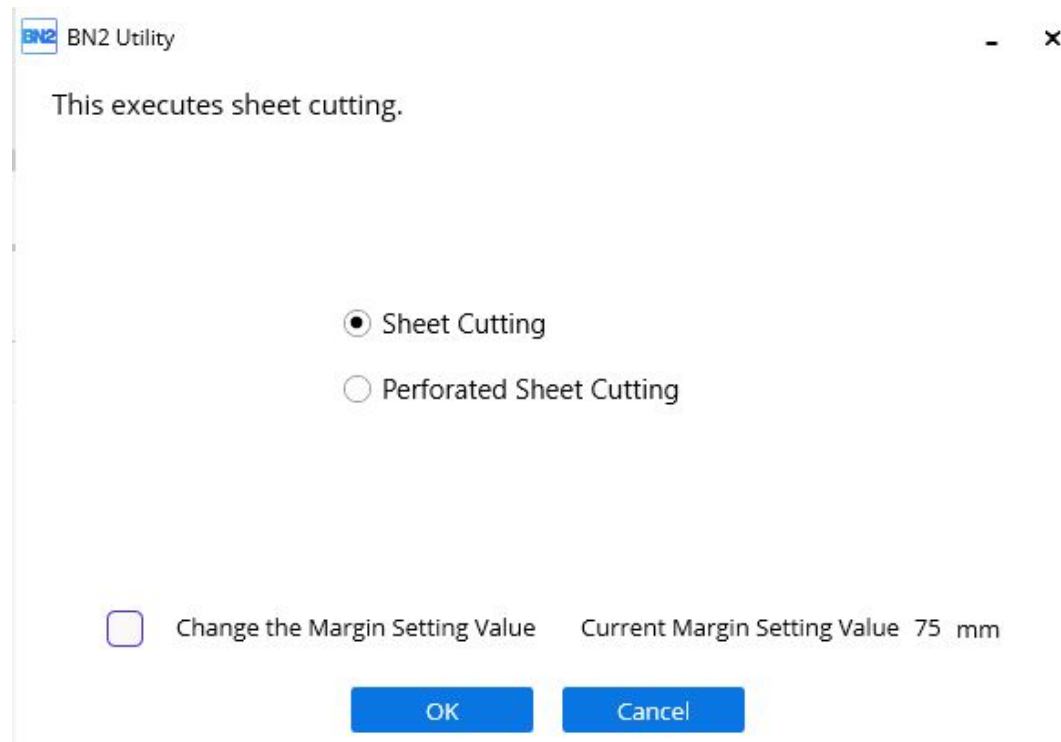 BN2 BN2 Utility
This executes sheet cutting.
Sheet Cutting
Perforated Sheet Cutting
Change the Margin Setting Value Current Margin Setting Value 75 mm
OK Cancel